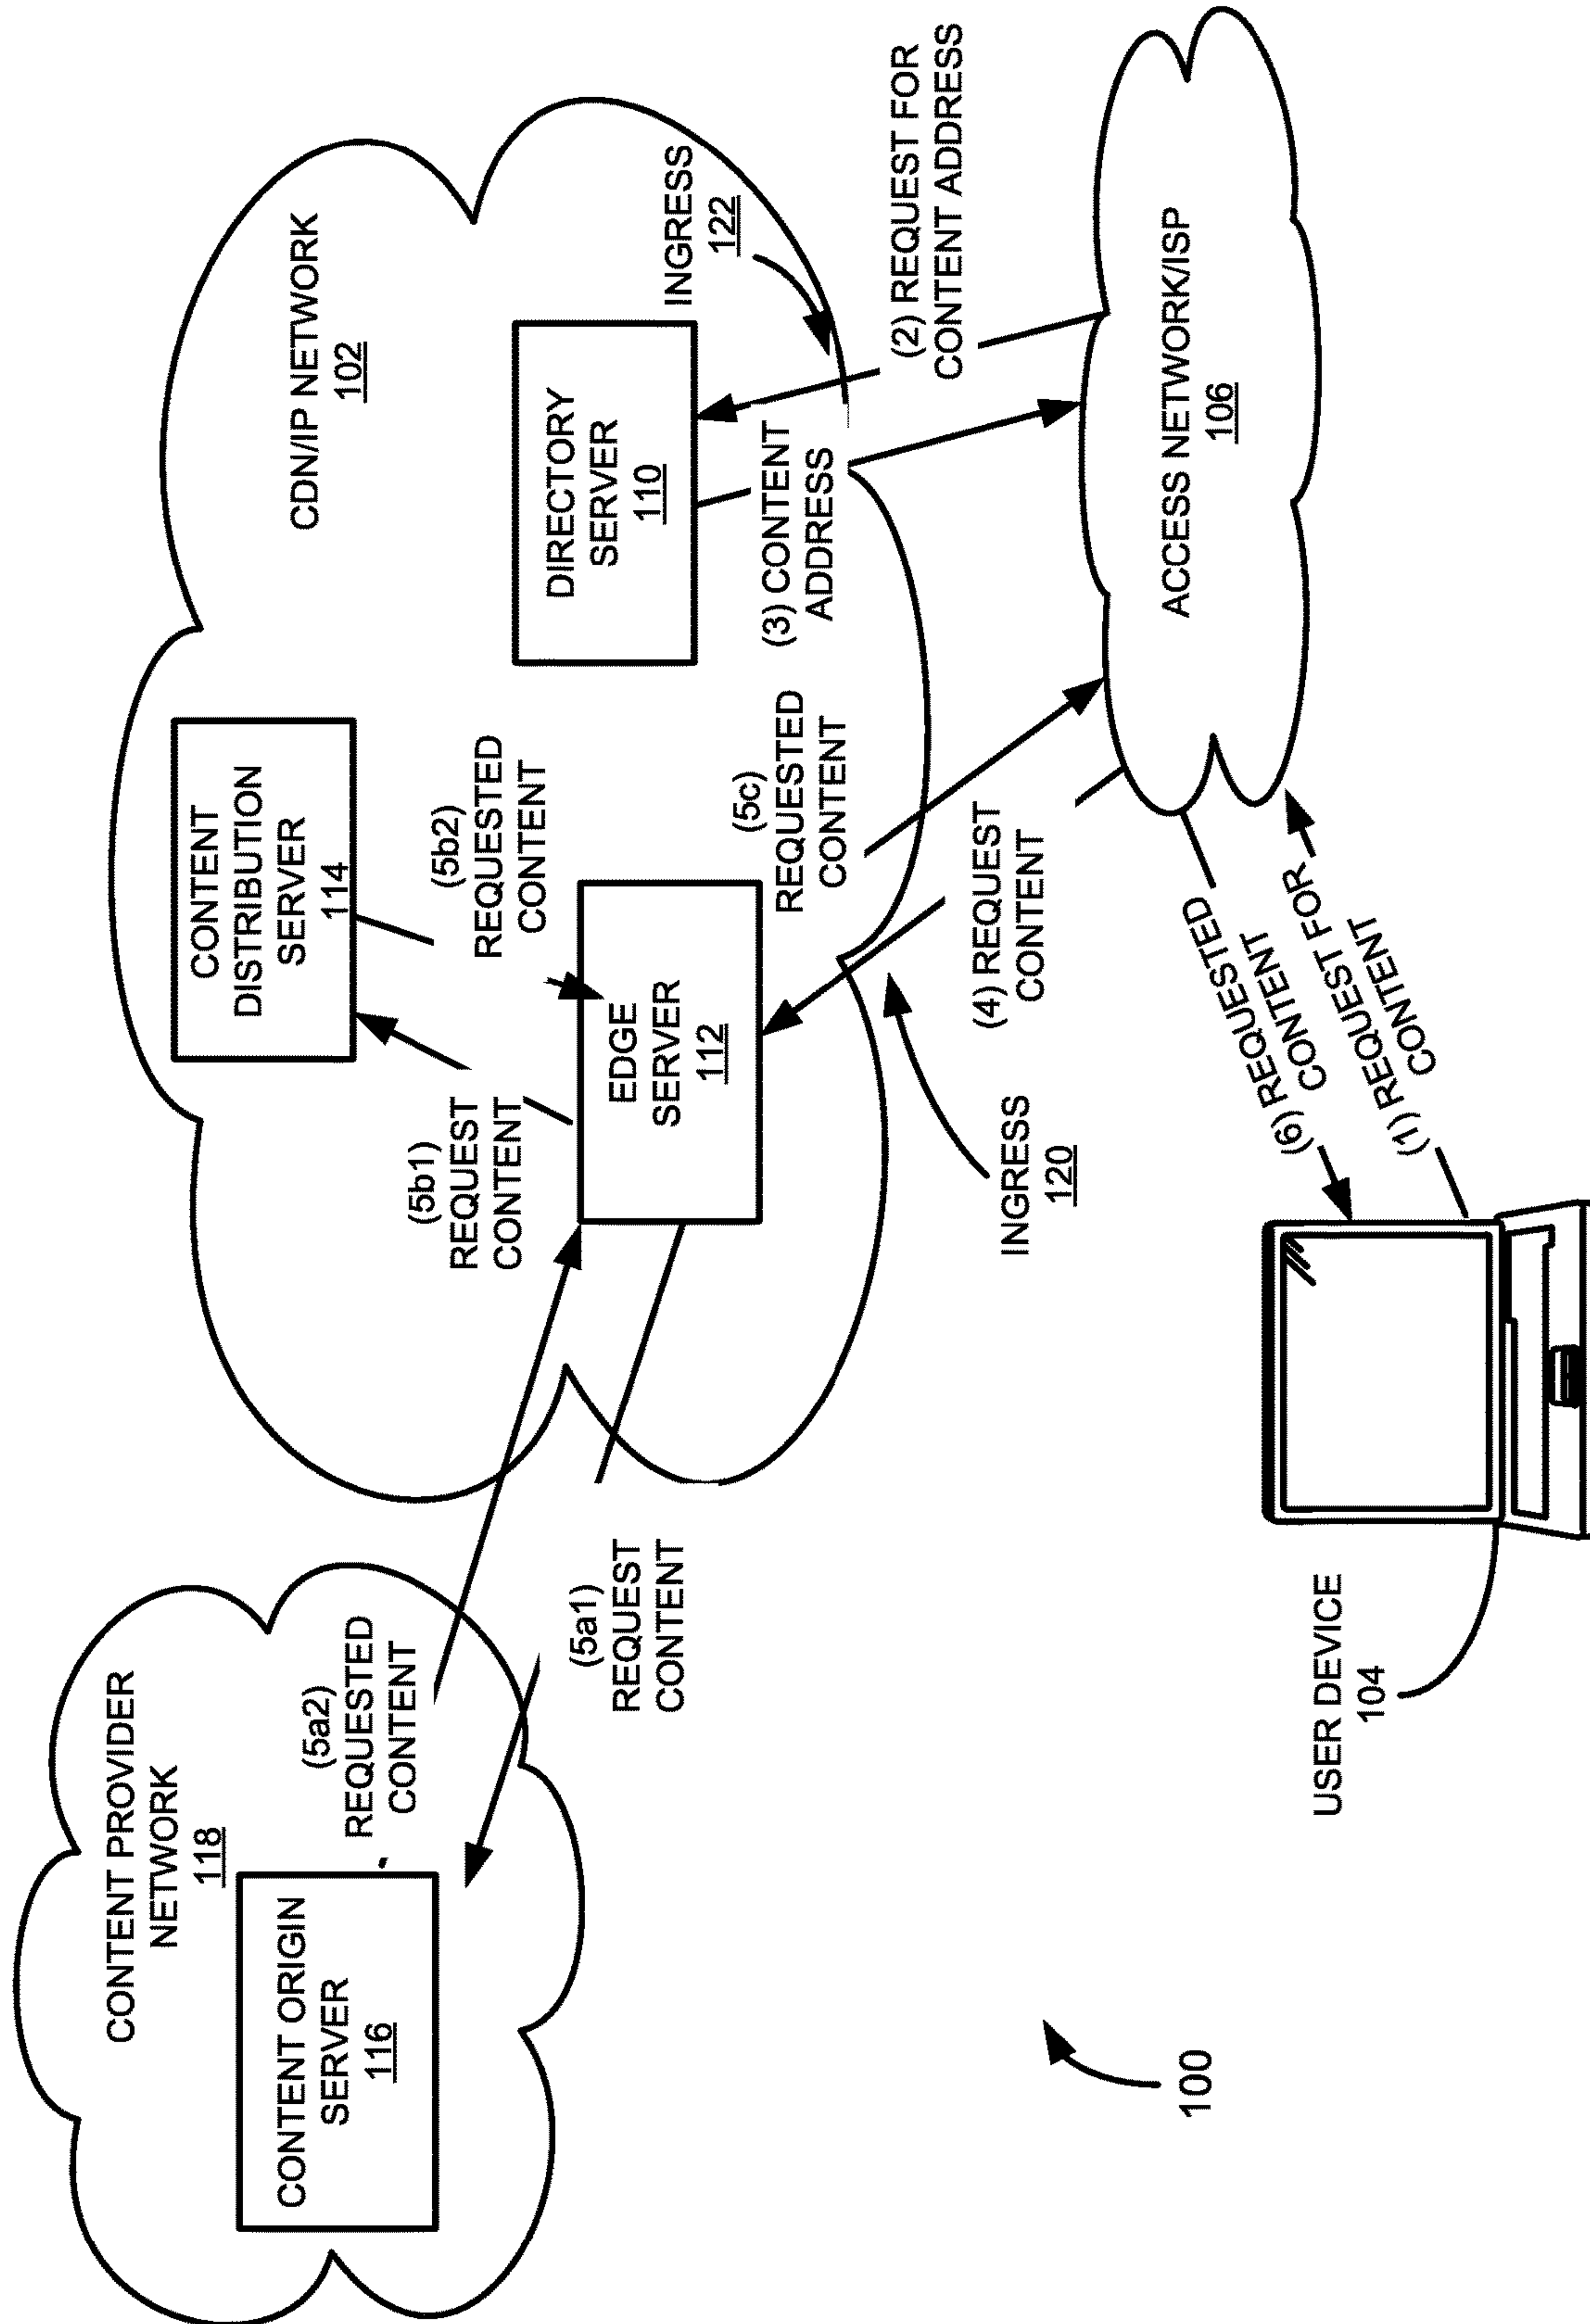 CONTENT PROVIDER
NETWORK
118
CONTENT ORIGIN
SERVER
116
(5a2)
REQUESTED
CONTENT
(5a1)
REQUEST
CONTENT
CDN/IP NETWORK
102
CONTENT
DISTRIBUTION
SERVER
114
(5b1)
REQUEST
CONTENT
(5b2)
REQUESTED
CONTENT
EDGE
SERVER
112
DIRECTORY
SERVER
110
INGRESS
122
(3) CONTENT
ADDRESS
(2) REQUEST FOR
CONTENT ADDRESS
(5c)
REQUESTED
CONTENT
(4) REQUEST
CONTENT
INGRESS
120
ACCESS NETWORK/ISP
106
(6) REQUESTED
CONTENT
(1) REQUEST FOR
CONTENT
USER DEVICE
104
100